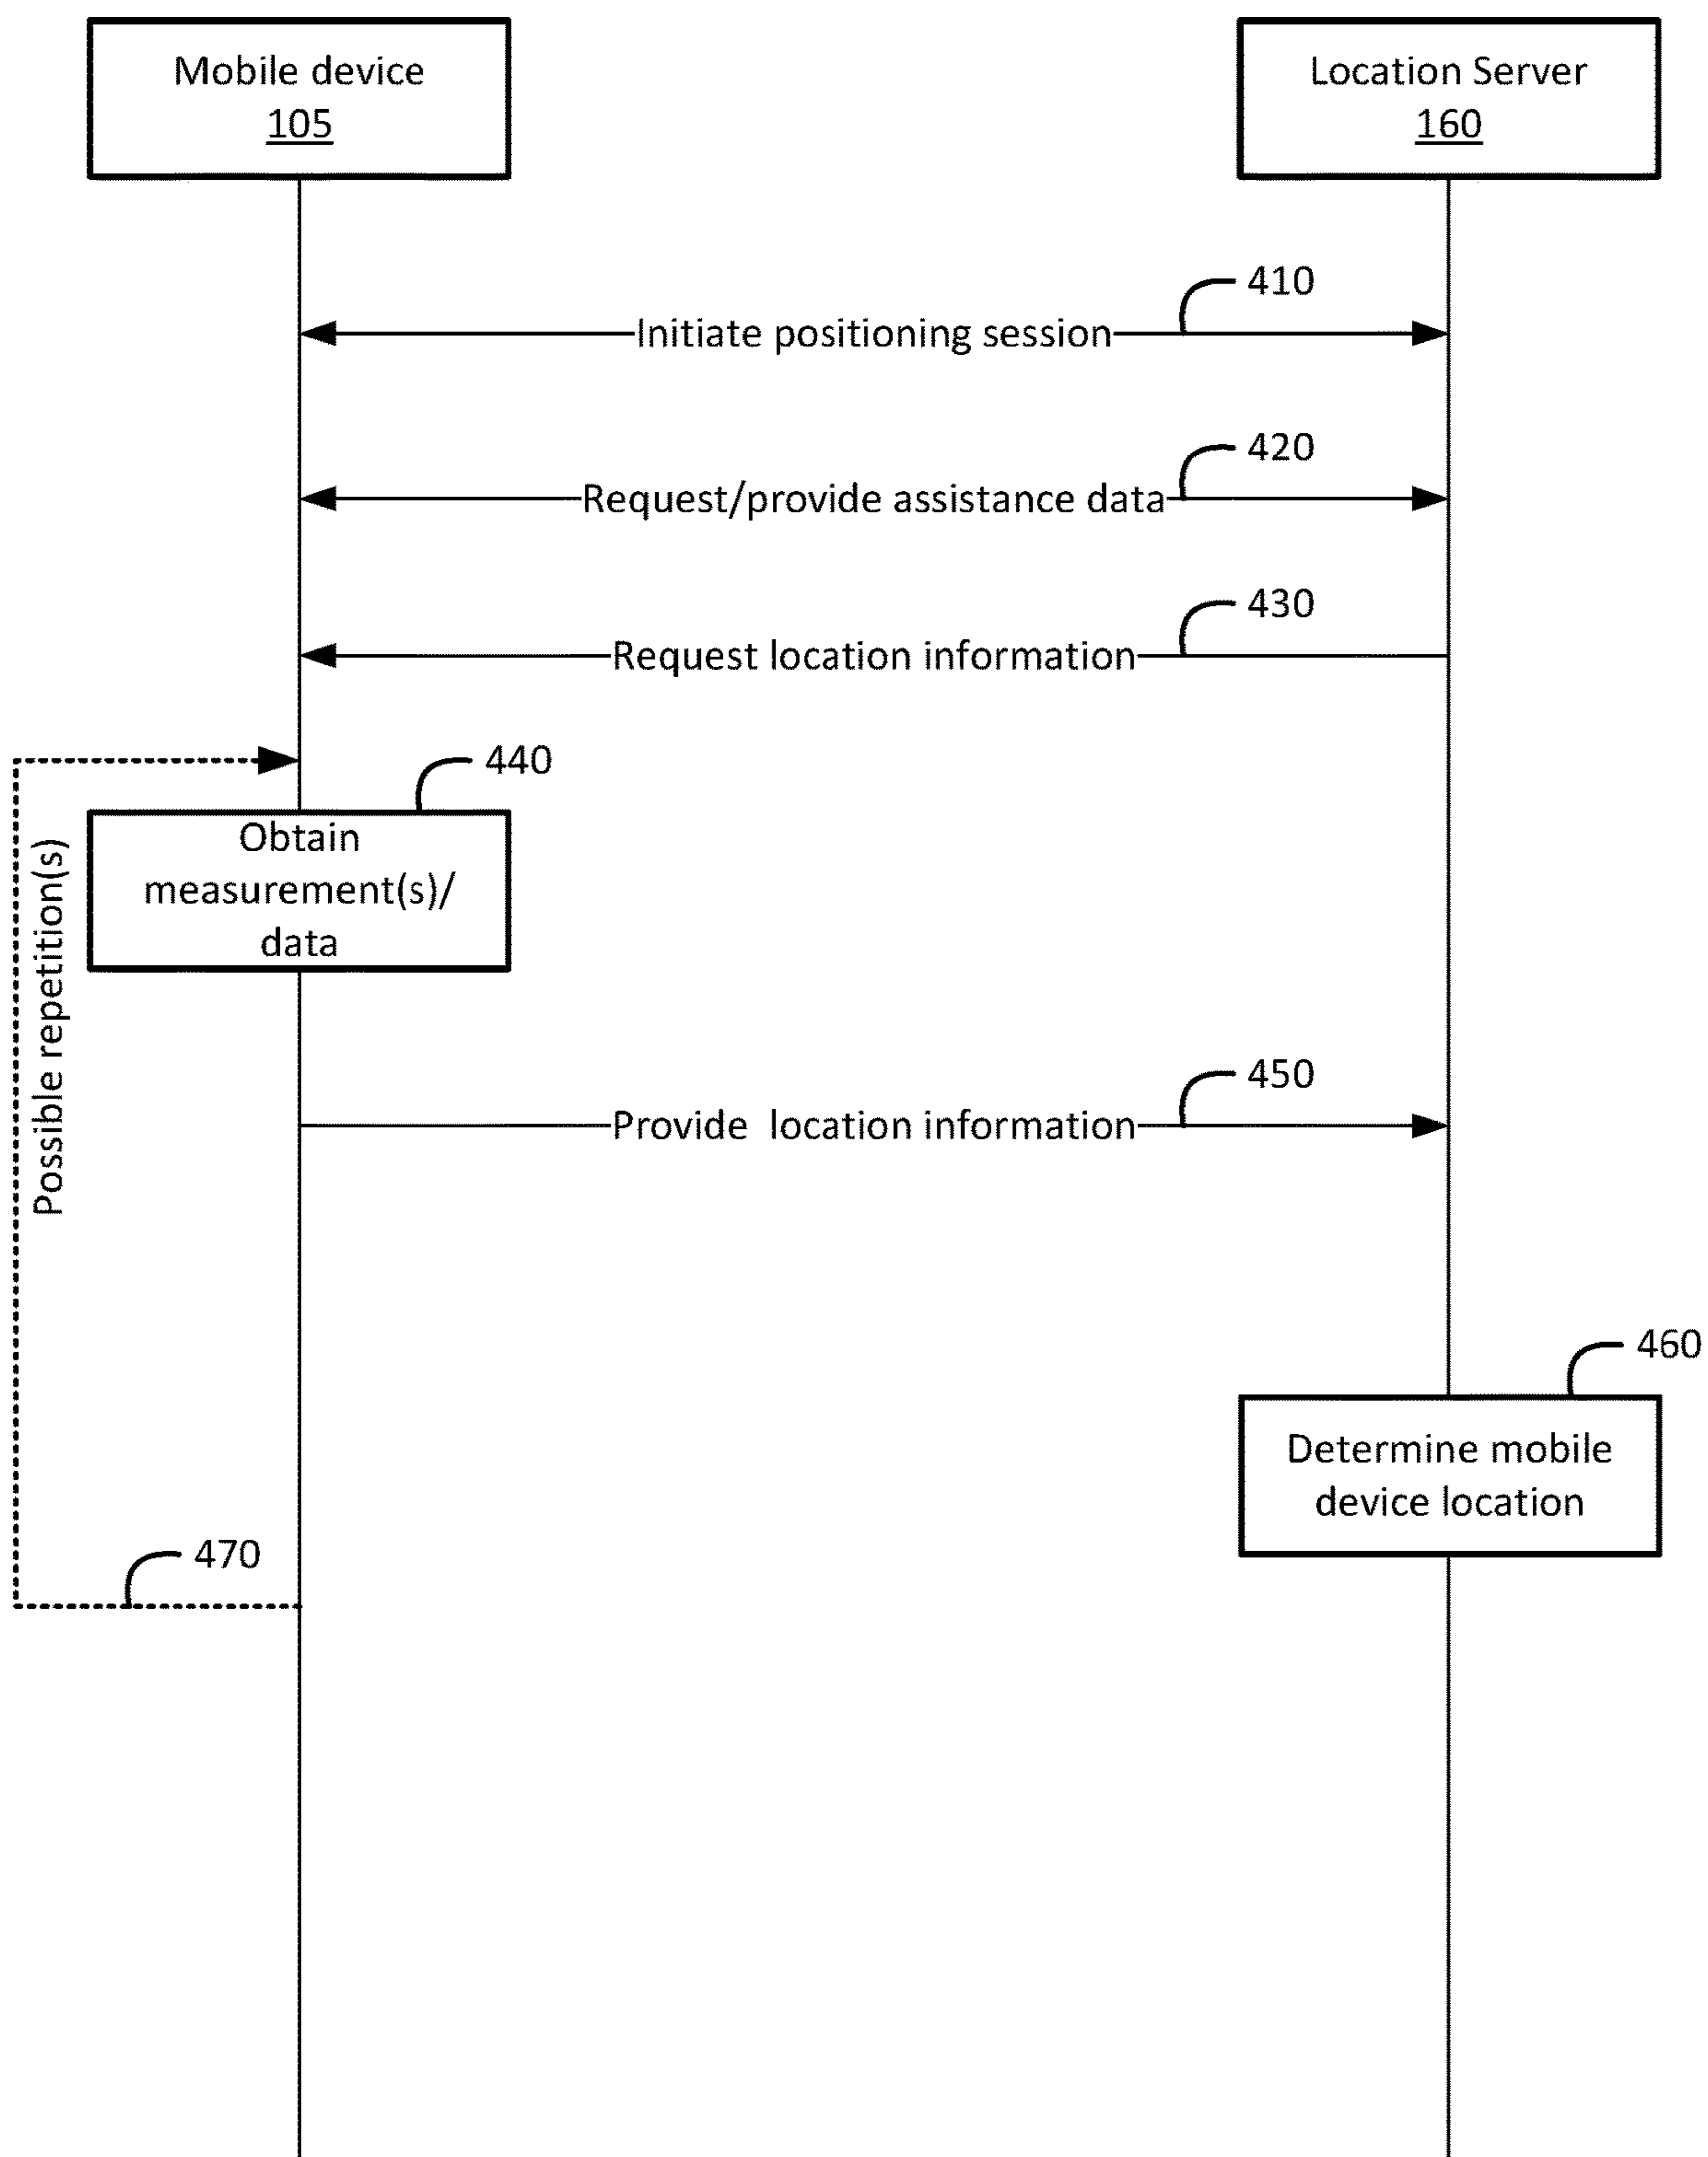 Mobile device
105
Location Server
160
410
Initiate positioning session
420
Request/provide assistance data
430
Request location information
440
Obtain
measurement(s)/
data
Possible repetition(s)
450
Provide location information
460
Determine mobile
device location
470